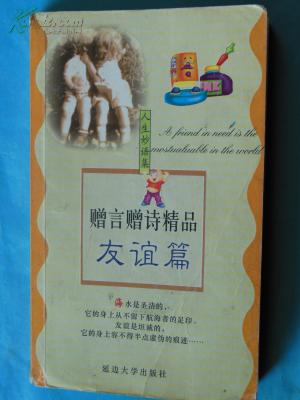 人生妙语集
A friend in need is the
mostualuable in the world
赠言赠诗精品
友谊篇
海水是圣洁的，
它的身上从不留下航海者的足印。
友谊是坦诚的，
它的身上容不得半点虚伪的痕迹……
延边大学出版社